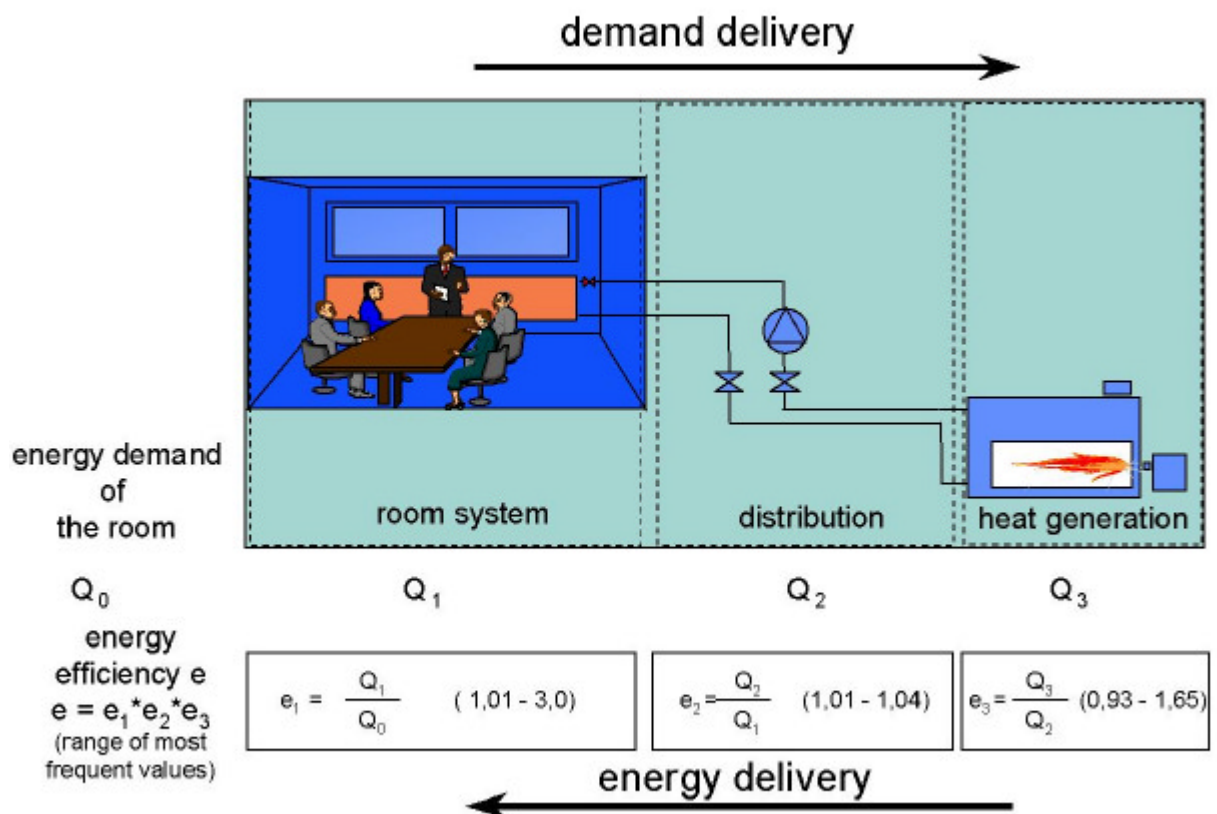 demand delivery
energy demand
of
the room
room system
distribution
heat generation
Q₀
Q₁
Q₂
Q₃
energy
efficiency e
e = e₁*e₂*e₃
(range of most
frequent values)
e₁ = Q₁/Q₀ ( 1,01 - 3,0)
e₂= Q₂/Q₁ (1,01 - 1,04)
e₃= Q₃/Q₂ (0,93 - 1,65)
energy delivery